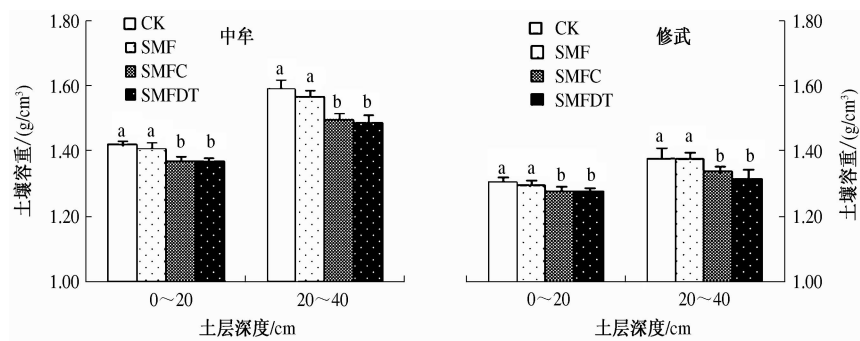 中牟
CK
SMF
SMFC
SMFDT
土壤容重/(g/cm³)
1.80
1.60
1.40
1.20
1.00
a a b b
a a b b
0～20
20～40
土层深度/cm
修武
CK
SMF
SMFC
SMFDT
a a b b
a a b b
0～20
20～40
土层深度/cm
1.80
1.60
1.40
1.20
1.00
土壤容重/(g/cm³)